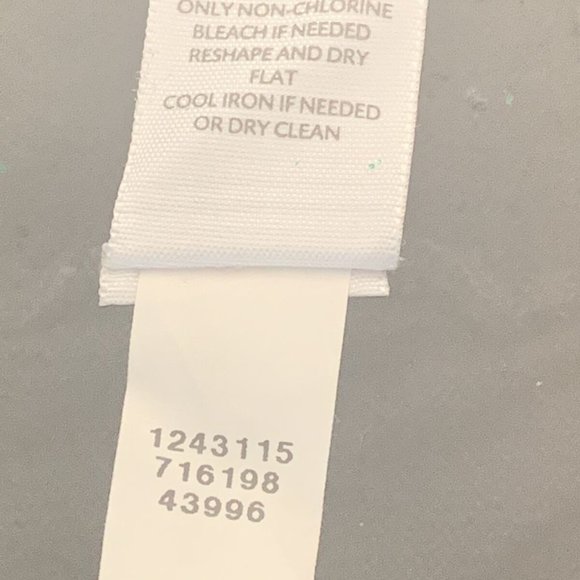 ONLY NON-CHLORINE
BLEACH IF NEEDED
RESHAPE AND DRY
FLAT
COOL IRON IF NEEDED
OR DRY CLEAN
1243115
716198
43996